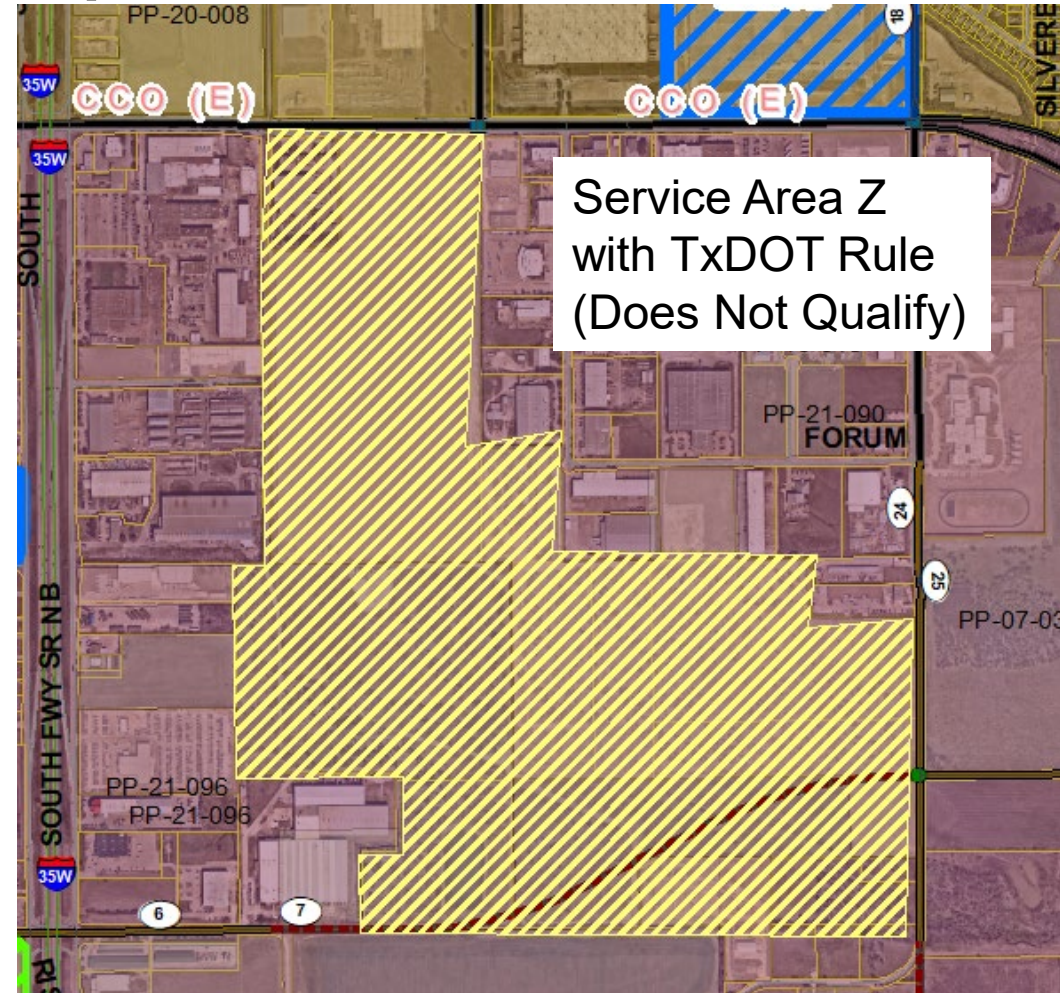 PP-20-008
18
SILVERE
35W
CCO (E)
CCO (E)
35W
SOUTH
Service Area Z
with TxDOT Rule
(Does Not Qualify)
PP-21-090
FORUM
24
25
PP-07-03
SOUTH FWY SR NB
PP-21-096
PP-21-096
35W
6
7